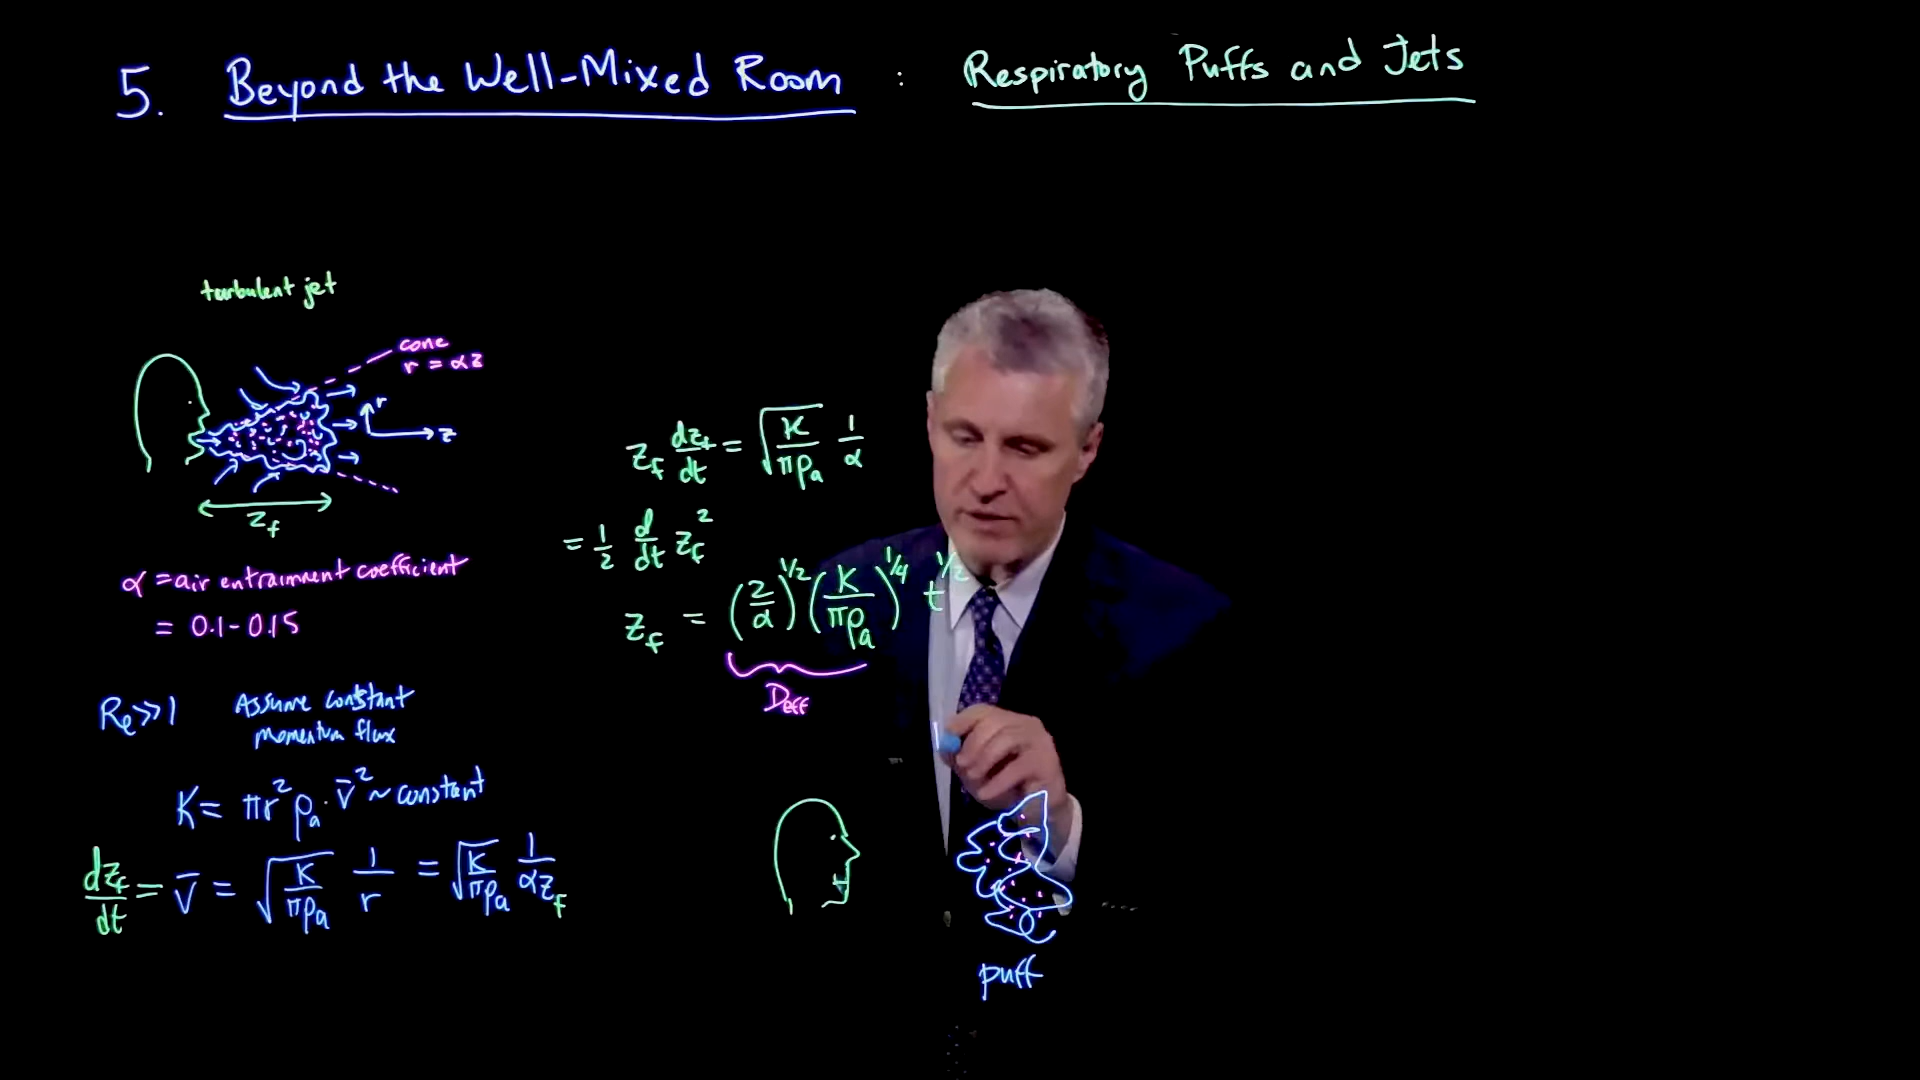 5. Beyond the Well-Mixed Room : Respiratory Puffs and Jets
turbulent jet
cone
r = αz
r
z
z_f
α = air entrainment coefficient
= 0.1-0.15
Re≫1 Assume constant
momentum flux
K = πr² ρ_a · v̄² ~ constant
dz_f/dt = v̄ = √(K/πρ_a) 1/r = √(K/πρ_a) 1/αz_f
z_f dz_f/dt = √(K/πρ_a) 1/α
= 1/2 d/dt z_f²
z_f = (2/α)^1/2 (K/πρ_a)^1/4 t^1/2
D_eff
puff